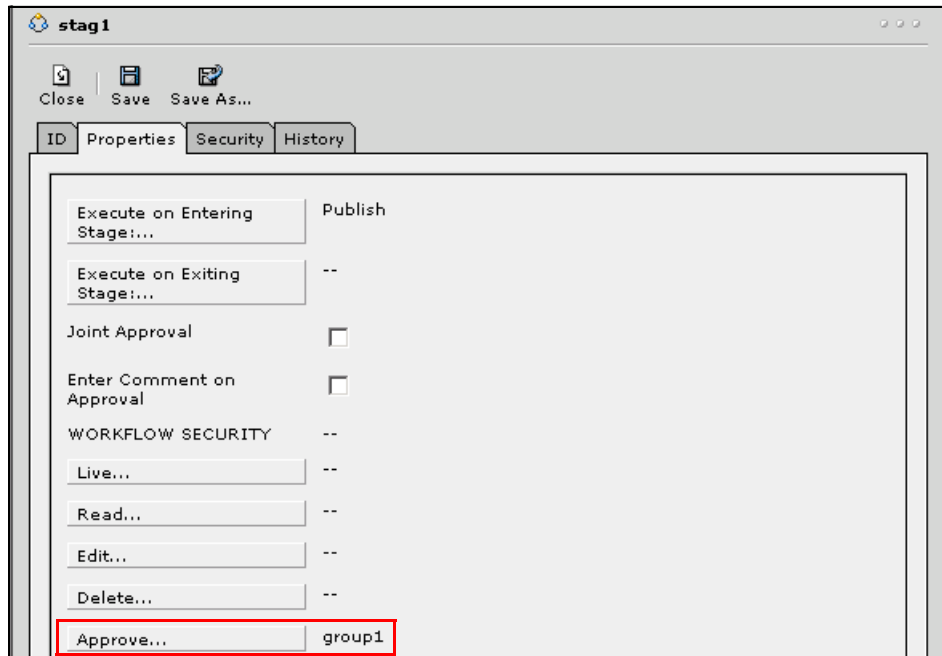 stag1
Close Save Save As...
ID Properties Security History
Execute on Entering Publish
Stage:...
Execute on Exiting --
Stage:...
Joint Approval
Enter Comment on
Approval
WORKFLOW SECURITY --
Live... --
Read... --
Edit... --
Delete... --
Approve... group1